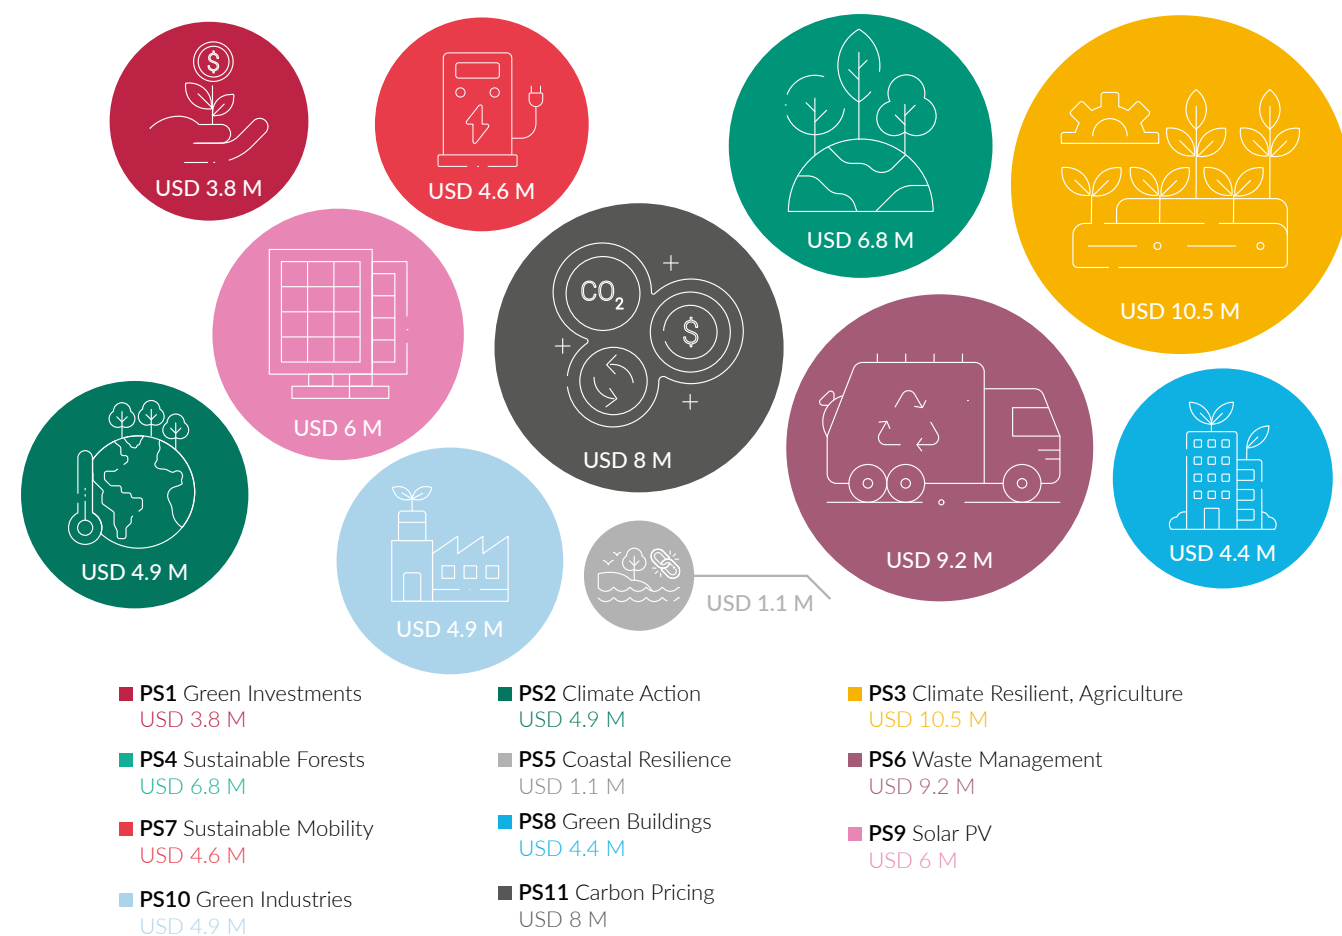 $
USD 3.8 M
USD 4.6 M
USD 6.8 M
USD 10.5 M
USD 6 M
CO2
$
USD 8 M
USD 9.2 M
USD 4.4 M
USD 4.9 M
USD 4.9 M
USD 1.1 M
PS1 Green Investments
USD 3.8 M
PS2 Climate Action
USD 4.9 M
PS3 Climate Resilient, Agriculture
USD 10.5 M
PS4 Sustainable Forests
USD 6.8 M
PS5 Coastal Resilience
USD 1.1 M
PS6 Waste Management
USD 9.2 M
PS7 Sustainable Mobility
USD 4.6 M
PS8 Green Buildings
USD 4.4 M
PS9 Solar PV
USD 6 M
PS10 Green Industries
USD 4.9 M
PS11 Carbon Pricing
USD 8 M